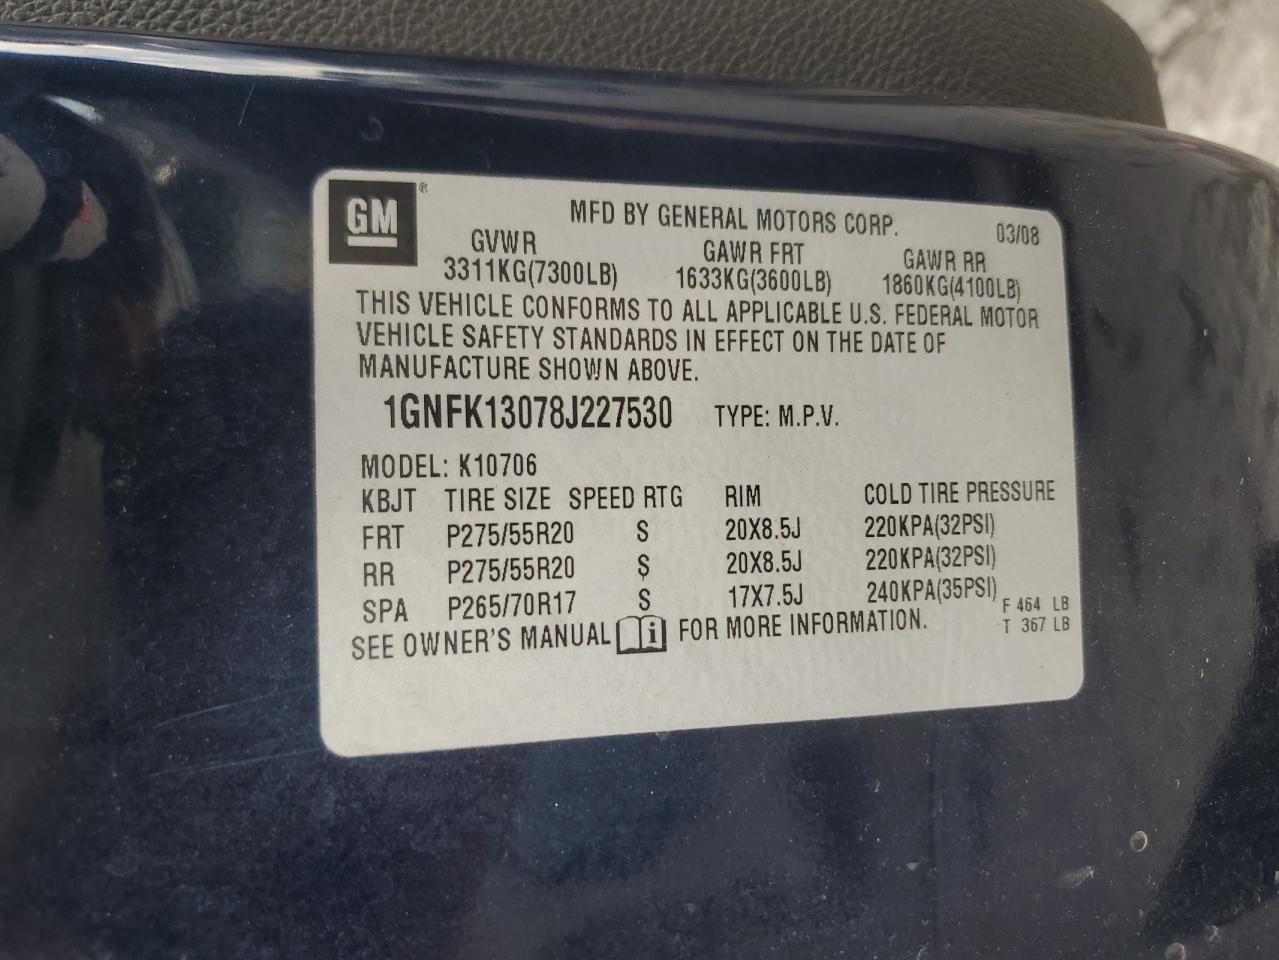 GM®
MFD BY GENERAL MOTORS CORP. 03/08
GVWR GAWR FRT GAWR RR
3311KG(7300LB) 1633KG(3600LB) 1860KG(4100LB)
THIS VEHICLE CONFORMS TO ALL APPLICABLE U.S. FEDERAL MOTOR
VEHICLE SAFETY STANDARDS IN EFFECT ON THE DATE OF
MANUFACTURE SHOWN ABOVE.
1GNFK13078J227530 TYPE: M.P.V.
MODEL: K10706
KBJT TIRE SIZE SPEED RTG RIM COLD TIRE PRESSURE
FRT P275/55R20 S 20X8.5J 220KPA(32PSI)
RR P275/55R20 S 20X8.5J 220KPA(32PSI)
SPA P265/70R17 S 17X7.5J 240KPA(35PSI)
SEE OWNER'S MANUAL i FOR MORE INFORMATION.
F 464 LB
T 367 LB